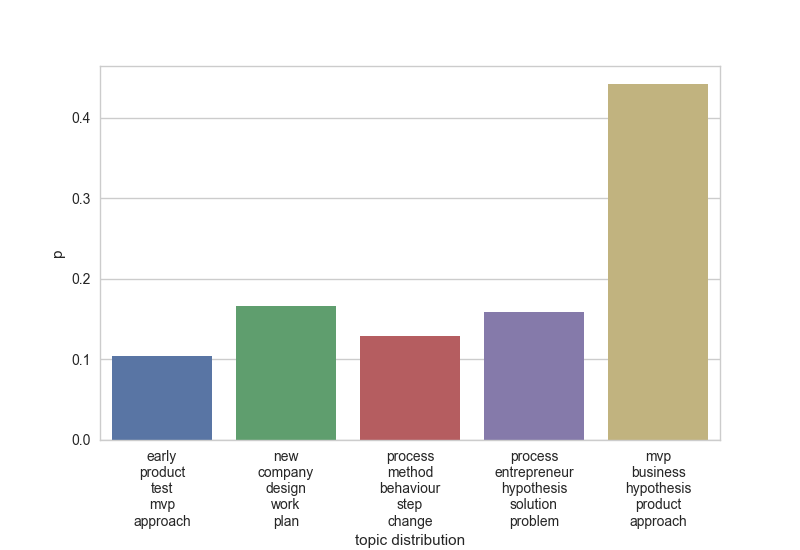 0.4
0.3
0.2
0.1
0.0
p
early
product
test
mvp
approach
new
company
design
work
plan
process
method
behaviour
step
change
process
entrepreneur
hypothesis
solution
problem
mvp
business
hypothesis
product
approach
topic distribution